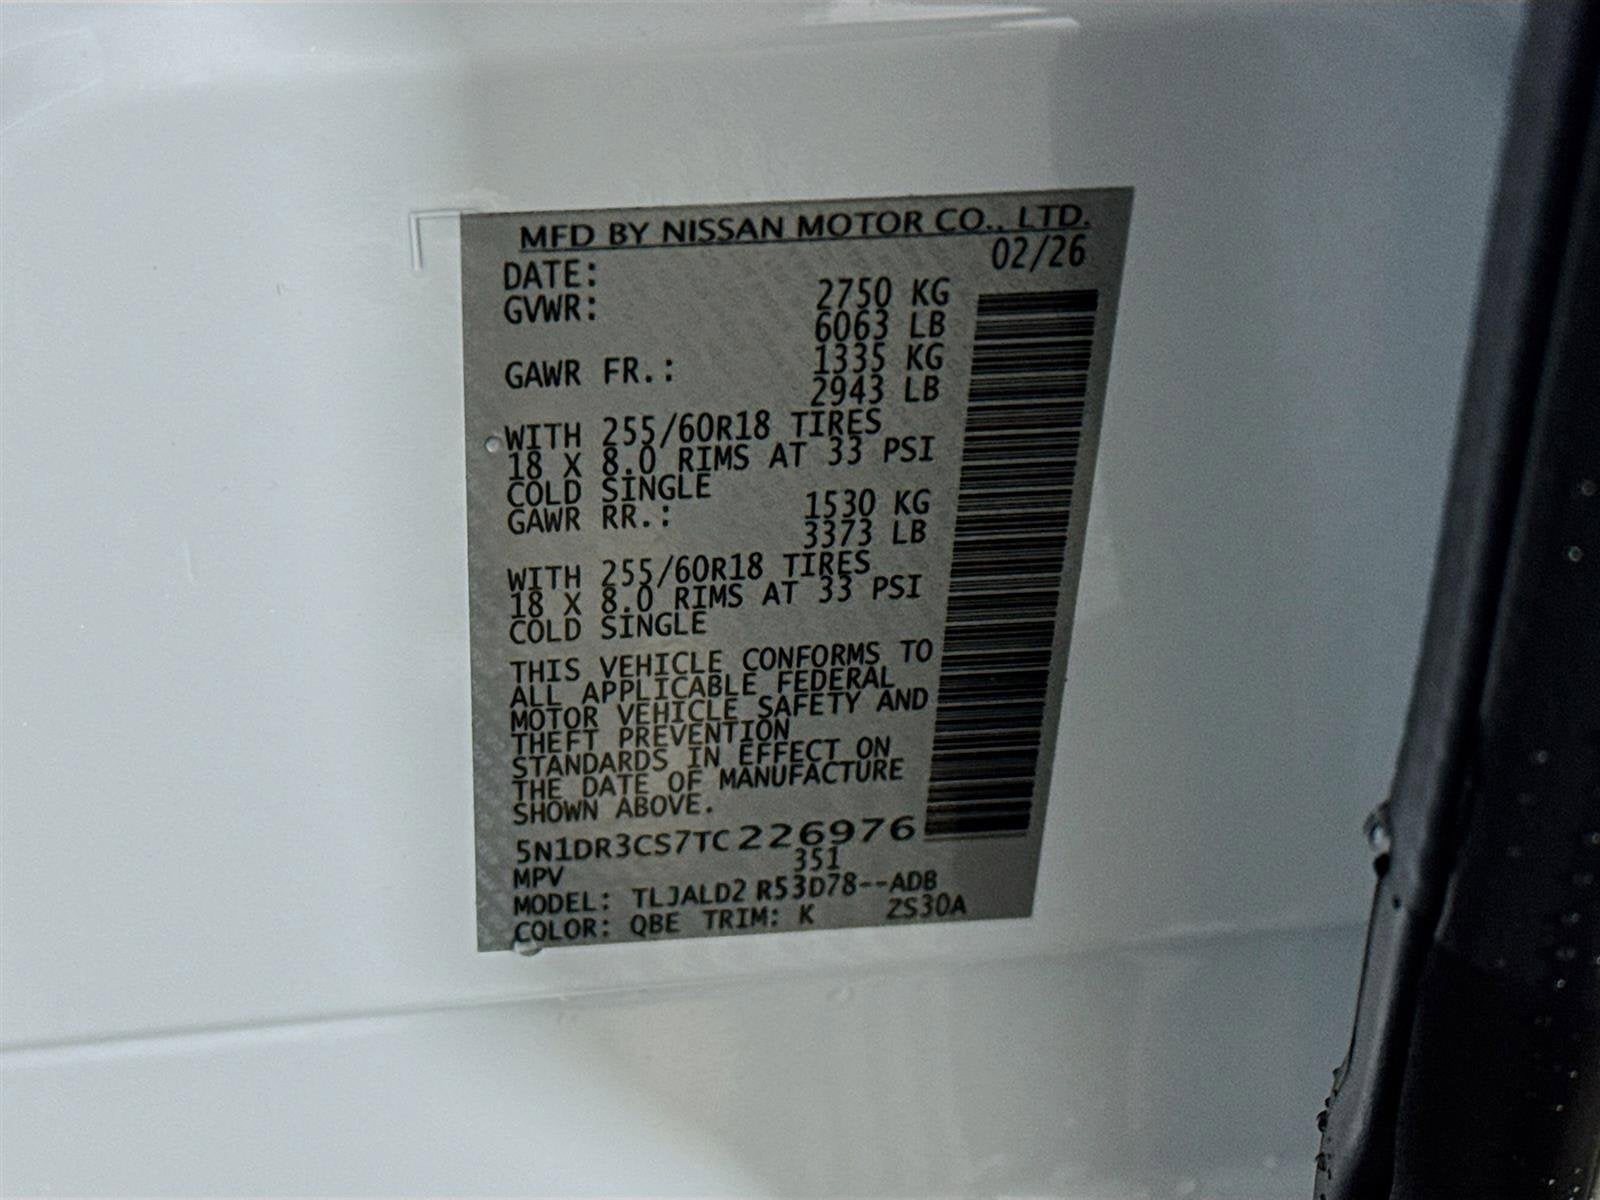 MFD BY NISSAN MOTOR CO., LTD.
DATE: 02/26
GVWR: 2750 KG
6063 LB
GAWR FR.: 1335 KG
2943 LB
WITH 255/60R18 TIRES
18 X 8.0 RIMS AT 33 PSI
COLD SINGLE
GAWR RR.: 1530 KG
3373 LB
WITH 255/60R18 TIRES
18 X 8.0 RIMS AT 33 PSI
COLD SINGLE
THIS VEHICLE CONFORMS TO
ALL APPLICABLE FEDERAL
MOTOR VEHICLE SAFETY AND
THEFT PREVENTION
STANDARDS IN EFFECT ON
THE DATE OF MANUFACTURE
SHOWN ABOVE.
5N1DR3CS7TC226976
MPV 351
MODEL: TLJALD2 R53D78--ADB
COLOR: QBE TRIM: K ZS30A